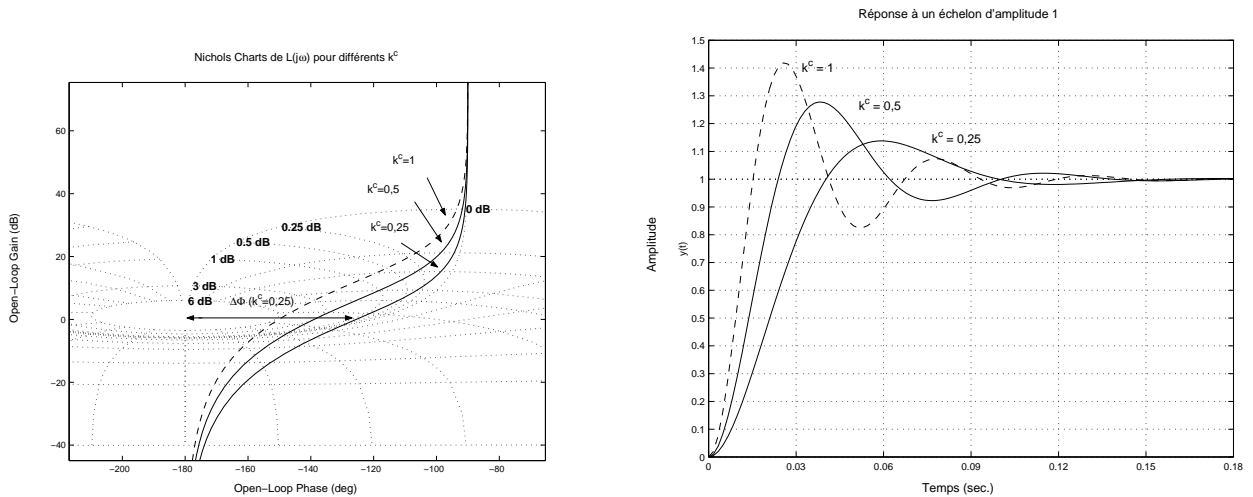 Nichols Charts de L(jω) pour différents k^c
Open−Loop Gain (dB)
60
40
20
0
−20
−40
k^c=1
k^c=0,5
k^c=0,25
0 dB
0.25 dB
0.5 dB
1 dB
3 dB
6 dB
ΔΦ (k^c=0,25)
−200 −180 −160 −140 −120 −100 −80
Open−Loop Phase (deg)
Réponse à un échelon d'amplitude 1
Amplitude
y(t)
1.5
1.4
1.3
1.2
1.1
1
0.9
0.8
0.7
0.6
0.5
0.4
0.3
0.2
0.1
0
k^c = 1
k^c = 0,5
k^c = 0,25
0 0.03 0.06 0.09 0.12 0.15 0.18
Temps (sec.)